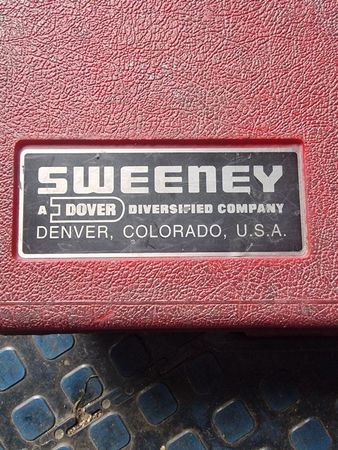 SWEENEY
A DOVER DIVERSIFIED COMPANY
DENVER, COLORADO, U.S.A.